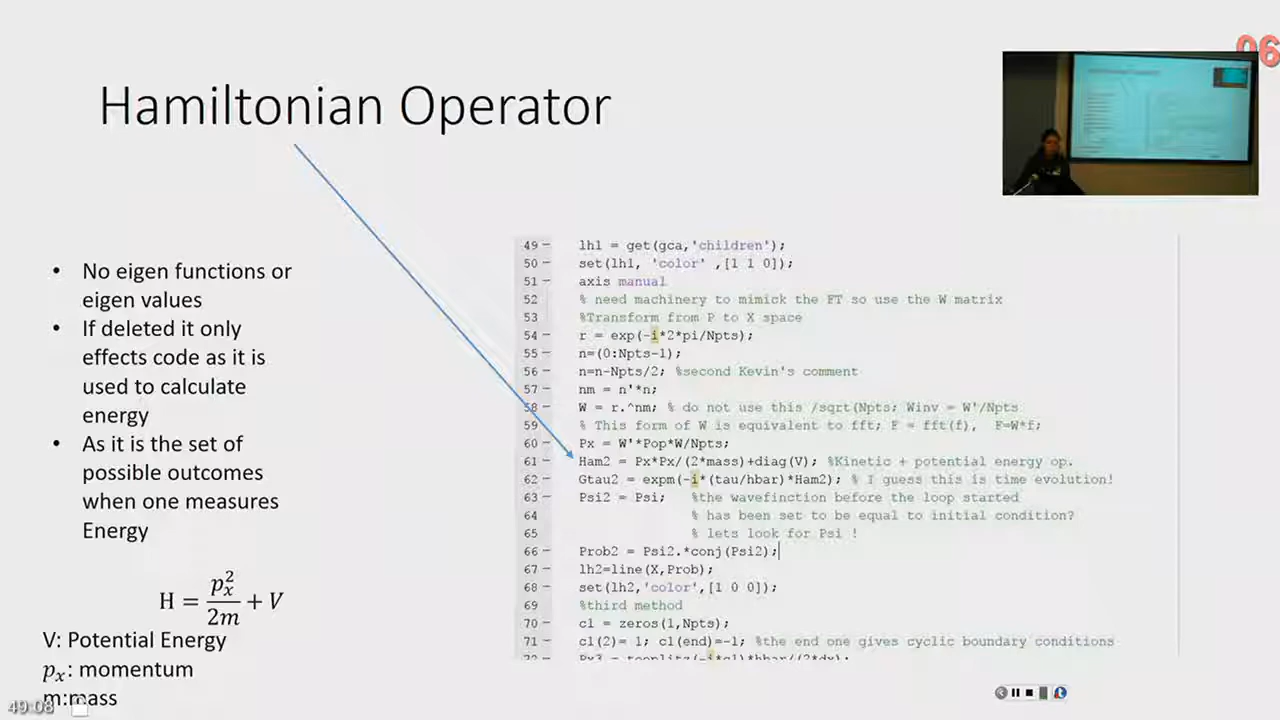 06
Hamiltonian Operator
• No eigen functions or
eigen values
• If deleted it only
effects code as it is
used to calculate
energy
• As it is the set of
possible outcomes
when one measures
Energy
H = p_x^2/2m + V
V: Potential Energy
p_x: momentum
m:mass
49:08
49 – lh1 = get(gca,'children');
50 – set(lh1, 'color' ,[1 1 0]);
51 – axis manual
52 % need machinery to mimick the FT so use the W matrix
53 %Transform from P to X space
54 – r = exp(-i*2*pi/Npts);
55 – n=(0:Npts-1);
56 – n=n-Npts/2; %second Kevin's comment
57 – nm = n'*n;
58 – W = r.^nm; % do not use this /sqrt(Npts; Winv = W'/Npts
59 % This form of W is equivalent to fft; F = fft(f), F=W*f;
60 – Px = W'*Pop*W/Npts;
61 – Ham2 = Px*Px/(2*mass)+diag(V); %Kinetic + potential energy op.
62 – Gtau2 = expm(-i*(tau/hbar)*Ham2); % I guess this is time evolution!
63 – Psi2 = Psi; %the wavefinction before the loop started
64 % has been set to be equal to initial condition?
65 % lets look for Psi !
66 – Prob2 = Psi2.*conj(Psi2);
67 – lh2=line(X,Prob);
68 – set(lh2,'color',[1 0 0]);
69 %third method
70 – c1 = zeros(1,Npts);
71 – c1(2)= 1; c1(end)=-1; %the end one gives cyclic boundary conditions
72 – Px3 = toeplitz(-i*c1)*hbar/(2*dx);